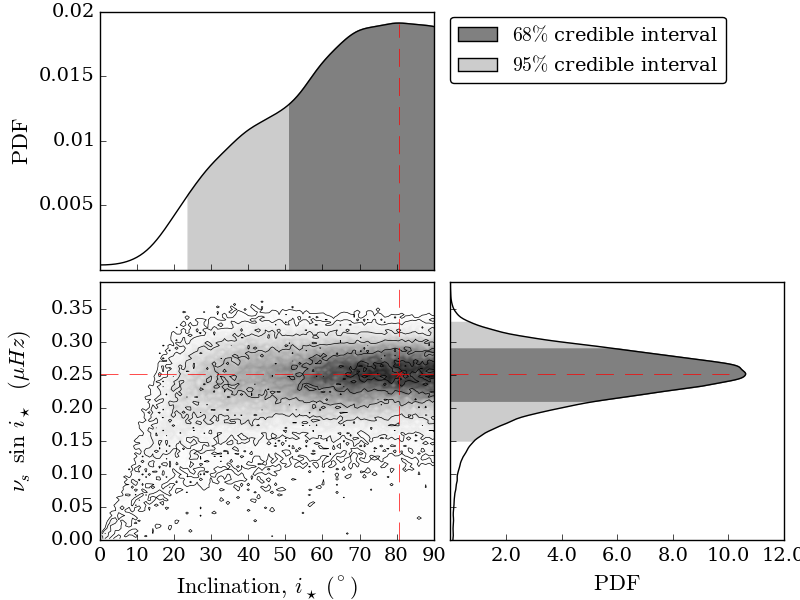 0.02
0.015
0.01
0.005
PDF
68% credible interval
95% credible interval
0.35
0.30
0.25
0.20
0.15
0.10
0.05
0.00
ν_s sin i⋆ (μHz)
0 10 20 30 40 50 60 70 80 90
Inclination, i⋆ (°)
2.0 4.0 6.0 8.0 10.0 12.0
PDF